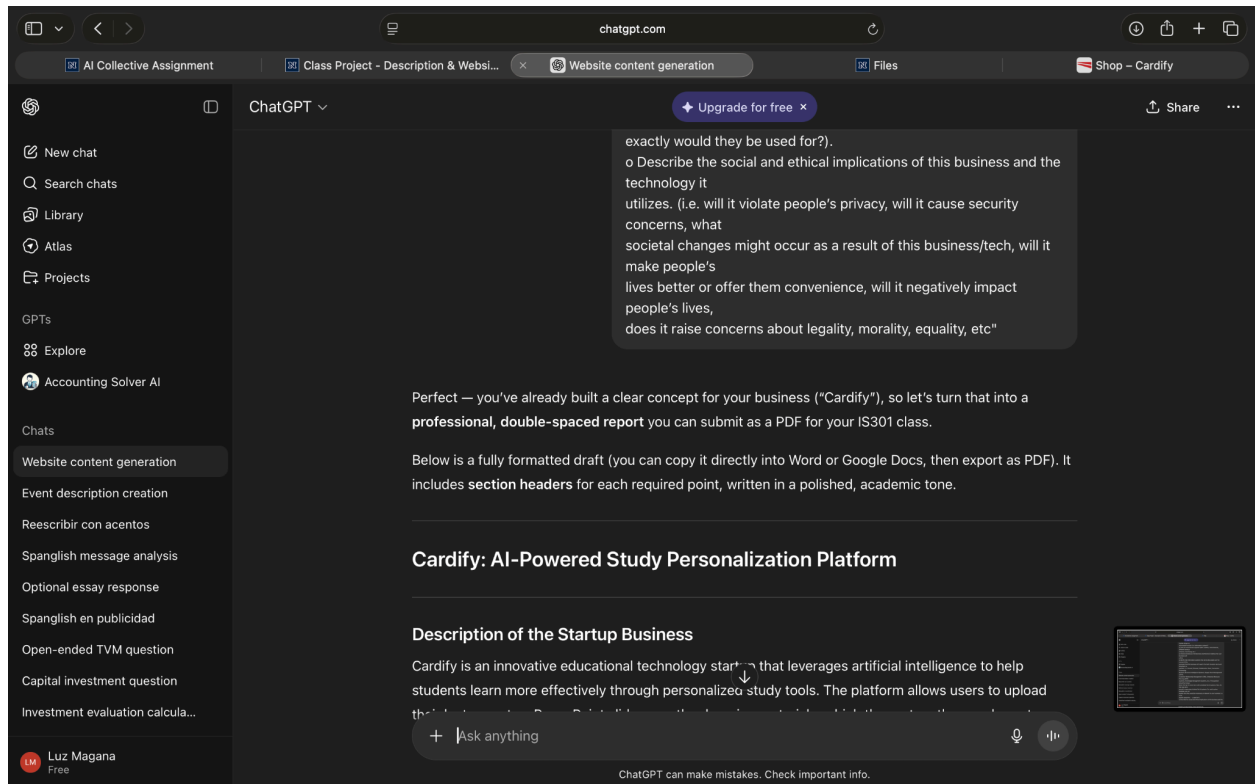 chatgpt.com
AI Collective Assignment
Class Project - Description & Websi...
Website content generation
Files
Shop – Cardify
ChatGPT
Upgrade for free ×
Share
New chat
Search chats
Library
Atlas
Projects
GPTs
Explore
Accounting Solver AI
Chats
Website content generation
Event description creation
Reescribir con acentos
Spanglish message analysis
Optional essay response
Spanglish en publicidad
Open-ended TVM question
Capital investment question
Investment evaluation calcula...
LM
Luz Magana
Free
exactly would they be used for?).
o Describe the social and ethical implications of this business and the
technology it
utilizes. (i.e. will it violate people's privacy, will it cause security
concerns, what
societal changes might occur as a result of this business/tech, will it
make people's
lives better or offer them convenience, will it negatively impact
people's lives,
does it raise concerns about legality, morality, equality, etc"
Perfect — you've already built a clear concept for your business ("Cardify"), so let's turn that into a
professional, double-spaced report you can submit as a PDF for your IS301 class.
Below is a fully formatted draft (you can copy it directly into Word or Google Docs, then export as PDF). It
includes section headers for each required point, written in a polished, academic tone.
Cardify: AI-Powered Study Personalization Platform
Description of the Startup Business
Cardify is an innovative educational technology startup that leverages artificial intelligence to help
students learn more effectively through personalized study tools. The platform allows users to upload
Ask anything
ChatGPT can make mistakes. Check important info.